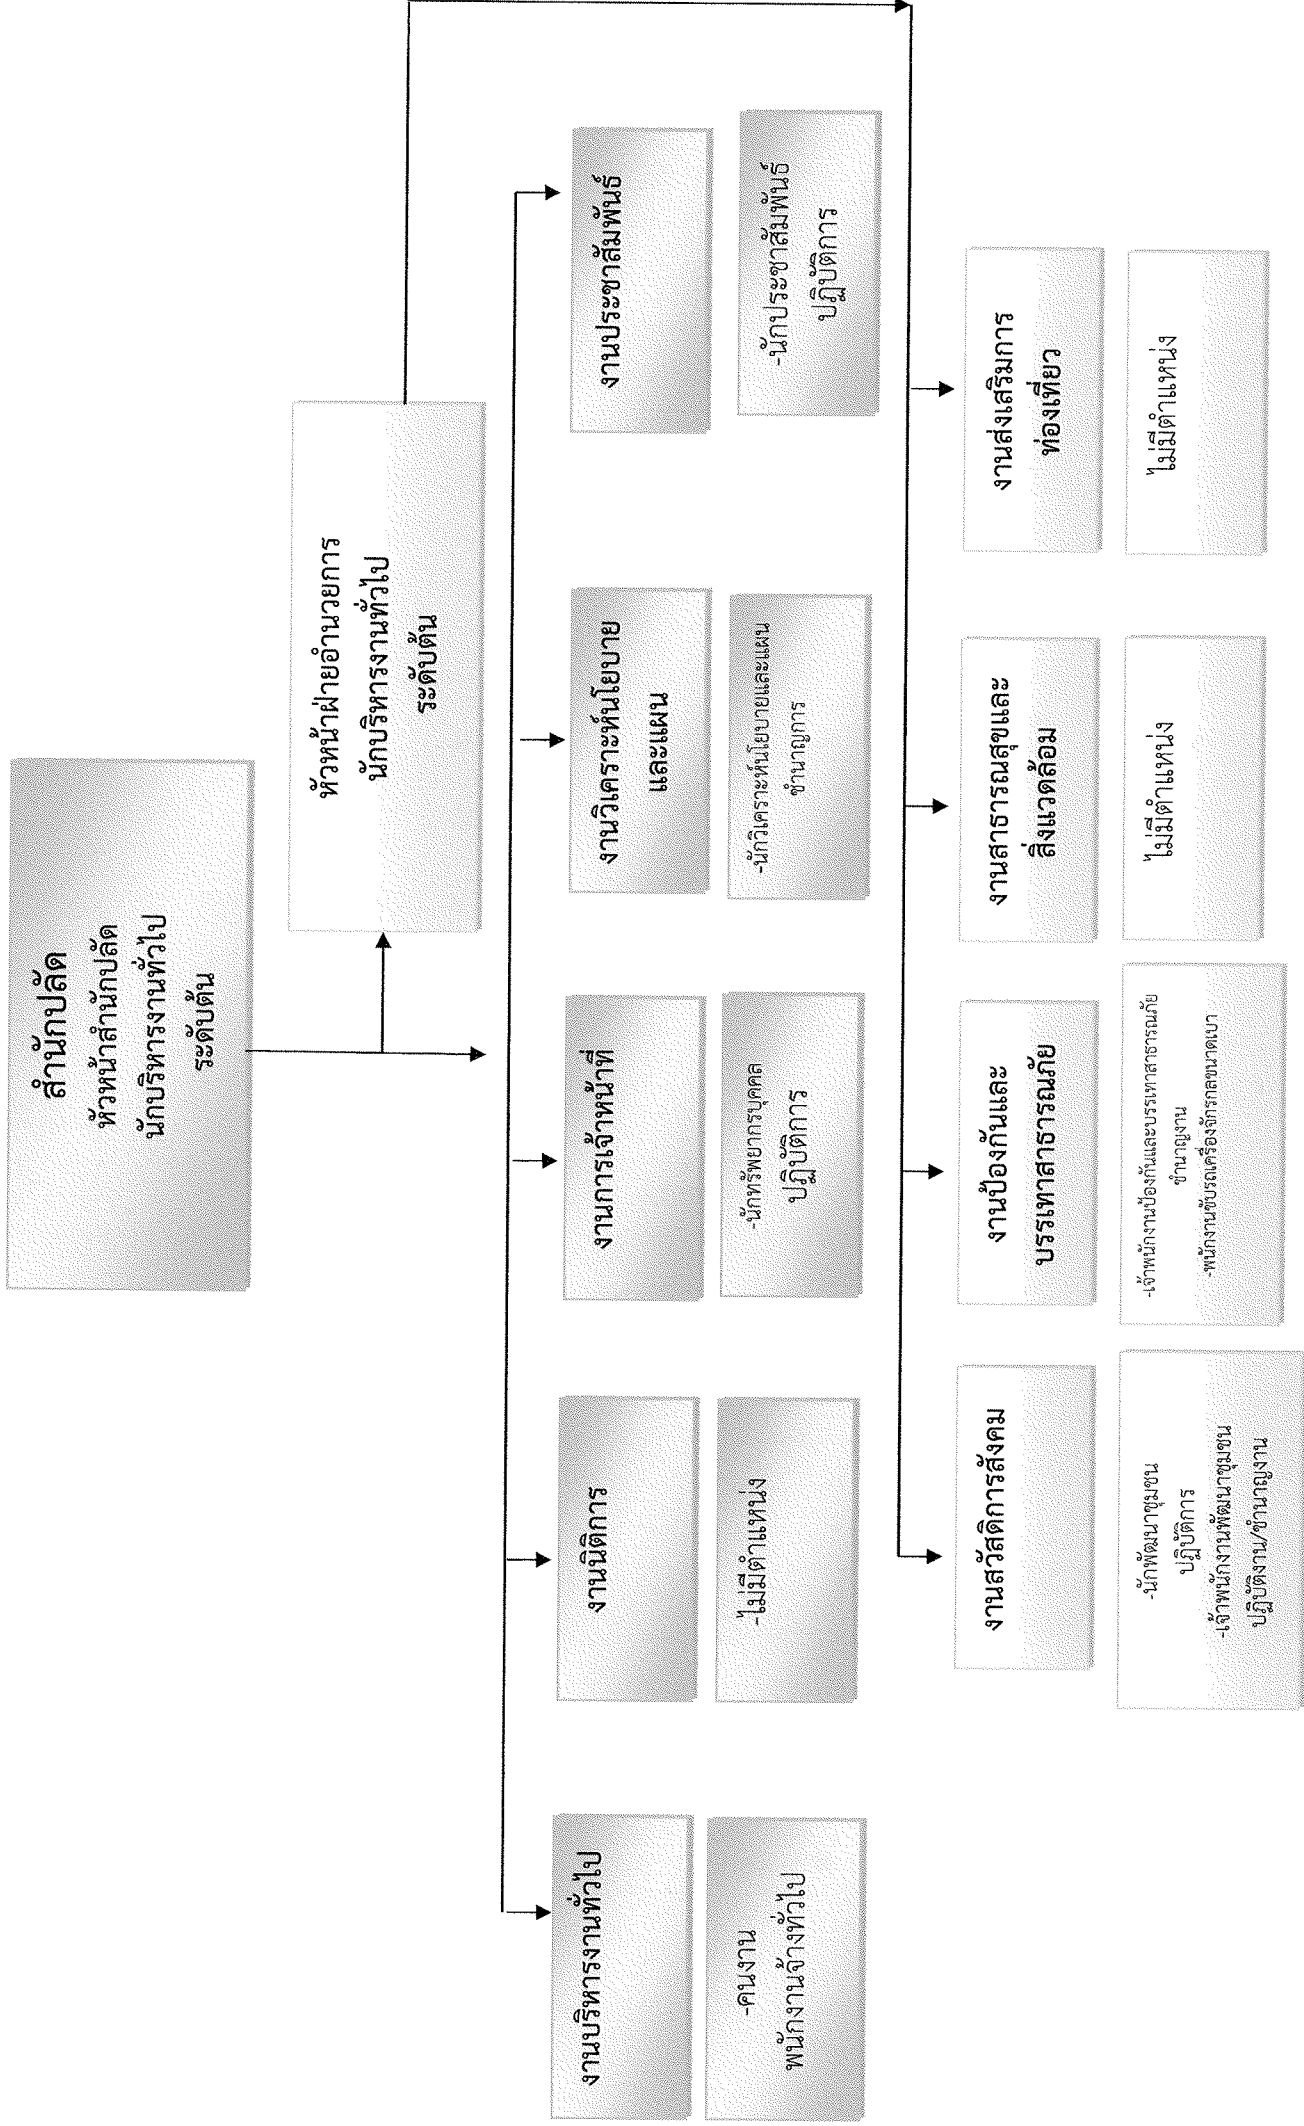 สำนักปลัด
หัวหน้าสำนักปลัด
นักบริหารงานทั่วไป
ระดับต้น
หัวหน้าฝ่ายอำนวยการ
นักบริหารงานทั่วไป
ระดับต้น
งานบริหารงานทั่วไป
-คนงาน
พนักงานจ้างทั่วไป
งานนิติการ
-ไม่มีตำแหน่ง
งานการเจ้าหน้าที่
-นักทรัพยากรบุคคล
ปฏิบัติการ
งานวิเคราะห์นโยบาย
และแผน
-นักวิเคราะห์นโยบายและแผน
ชำนาญการ
งานประชาสัมพันธ์
-นักประชาสัมพันธ์
ปฏิบัติการ
งานสวัสดิการสังคม
-นักพัฒนาชุมชน
ปฏิบัติการ
-เจ้าพนักงานพัฒนาชุมชน
ปฏิบัติงาน/ชำนาญงาน
งานป้องกันและ
บรรเทาสาธารณภัย
-เจ้าพนักงานป้องกันและบรรเทาสาธารณภัย
ชำนาญงาน
-พนักงานขับรถเครื่องจักรกลขนาดเบา
งานสาธารณสุขและ
สิ่งแวดล้อม
ไม่มีตำแหน่ง
งานส่งเสริมการ
ท่องเที่ยว
ไม่มีตำแหน่ง